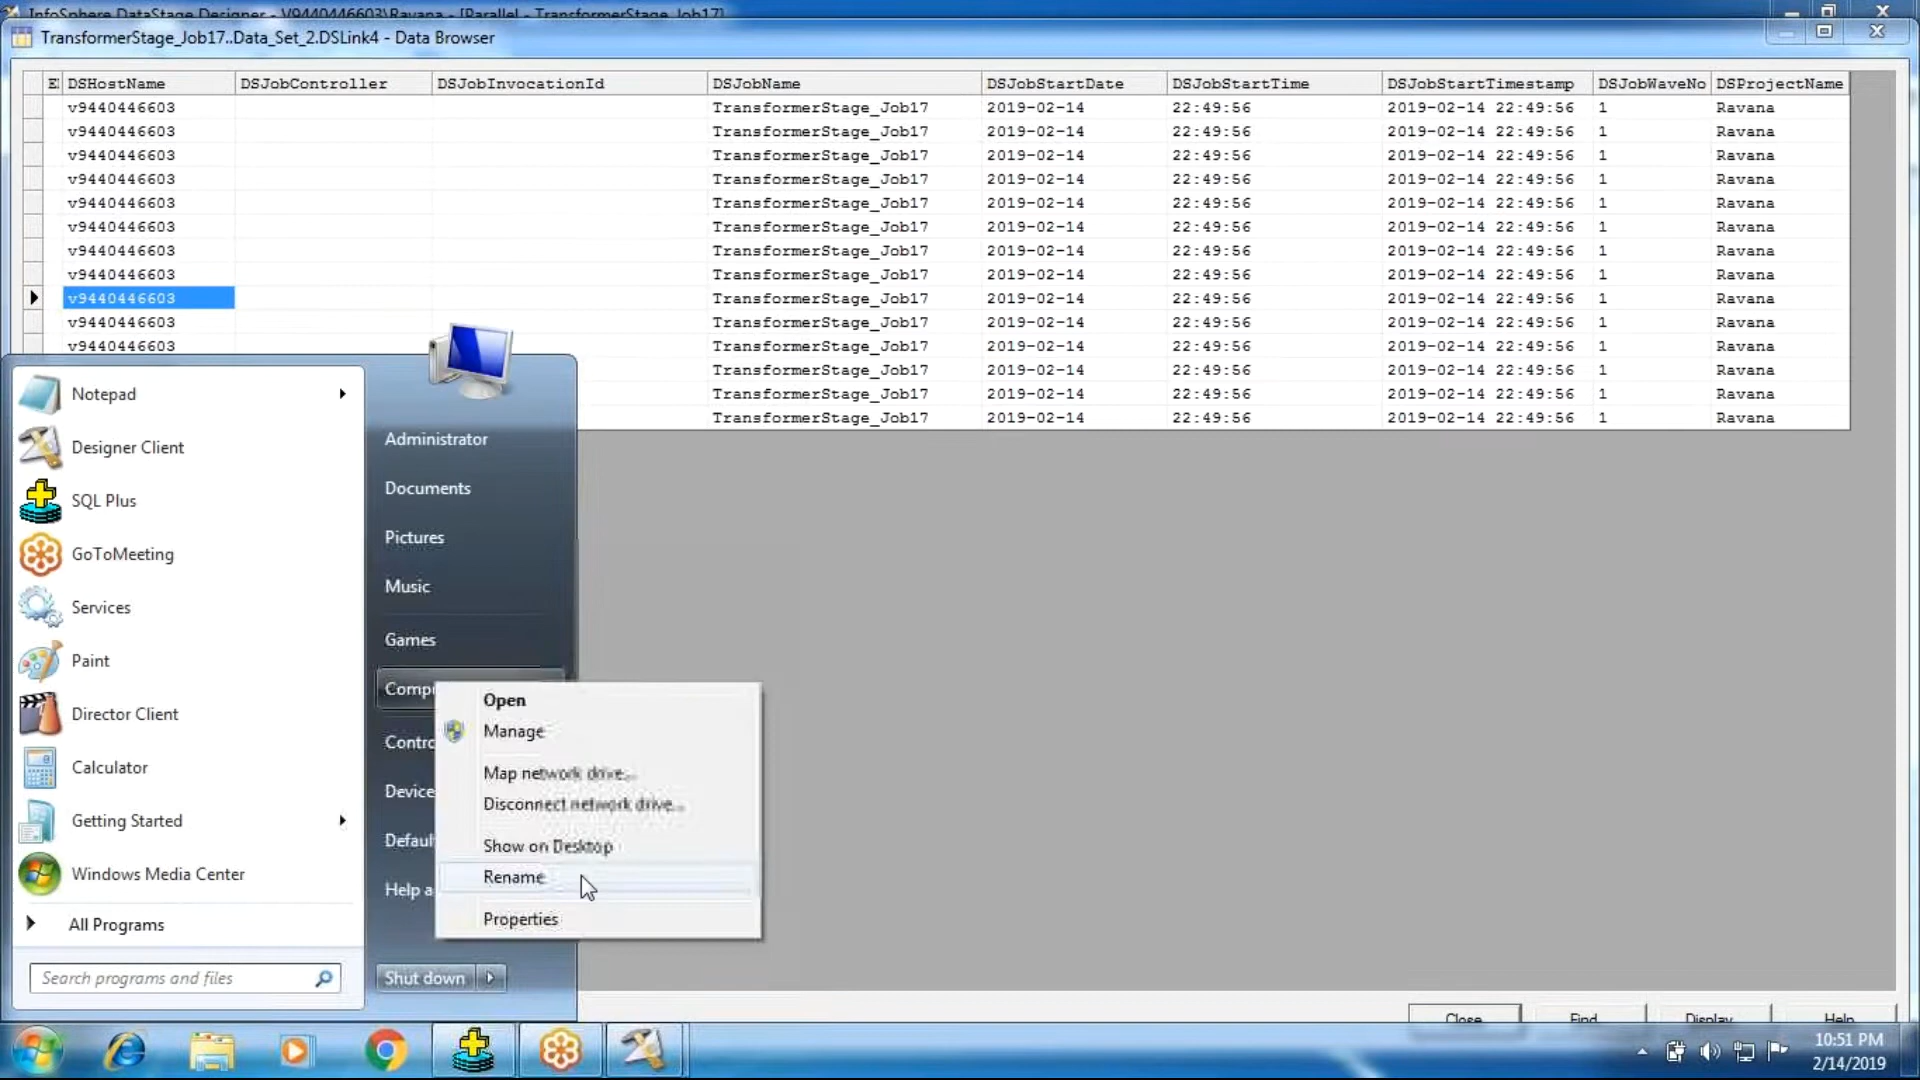 InfoSphere DataStage Designer - V9440446603\Ravana - [Parallel - TransformerStage_Job17]
TransformerStage_Job17..Data_Set_2.DSLink4 - Data Browser
DSHostName DSJobController DSJobInvocationId DSJobName DSJobStartDate DSJobStartTime DSJobStartTimestamp DSJobWaveNo DSProjectName
v9440446603 TransformerStage_Job17 2019-02-14 22:49:56 2019-02-14 22:49:56 1 Ravana
v9440446603 TransformerStage_Job17 2019-02-14 22:49:56 2019-02-14 22:49:56 1 Ravana
v9440446603 TransformerStage_Job17 2019-02-14 22:49:56 2019-02-14 22:49:56 1 Ravana
v9440446603 TransformerStage_Job17 2019-02-14 22:49:56 2019-02-14 22:49:56 1 Ravana
v9440446603 TransformerStage_Job17 2019-02-14 22:49:56 2019-02-14 22:49:56 1 Ravana
v9440446603 TransformerStage_Job17 2019-02-14 22:49:56 2019-02-14 22:49:56 1 Ravana
v9440446603 TransformerStage_Job17 2019-02-14 22:49:56 2019-02-14 22:49:56 1 Ravana
v9440446603 TransformerStage_Job17 2019-02-14 22:49:56 2019-02-14 22:49:56 1 Ravana
v9440446603 TransformerStage_Job17 2019-02-14 22:49:56 2019-02-14 22:49:56 1 Ravana
v9440446603 TransformerStage_Job17 2019-02-14 22:49:56 2019-02-14 22:49:56 1 Ravana
v9440446603 TransformerStage_Job17 2019-02-14 22:49:56 2019-02-14 22:49:56 1 Ravana
TransformerStage_Job17 2019-02-14 22:49:56 2019-02-14 22:49:56 1 Ravana
TransformerStage_Job17 2019-02-14 22:49:56 2019-02-14 22:49:56 1 Ravana
TransformerStage_Job17 2019-02-14 22:49:56 2019-02-14 22:49:56 1 Ravana
Notepad
Designer Client
SQL Plus
GoToMeeting
Services
Paint
Director Client
Calculator
Getting Started
Windows Media Center
All Programs
Search programs and files
Administrator
Documents
Pictures
Music
Games
Comp
Contro
Device
Defaul
Help a
Shut down
Open
Manage
Map network drive...
Disconnect network drive...
Show on Desktop
Rename
Properties
Close Find Display Help
10:51 PM
2/14/2019